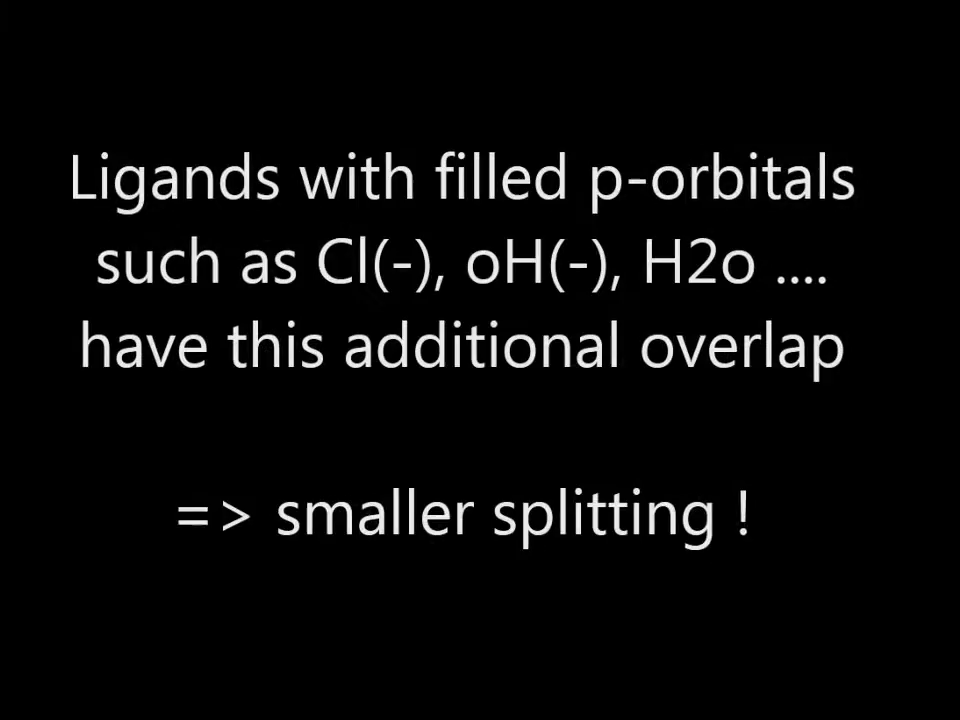 Ligands with filled p-orbitals
such as Cl(-), oH(-), H2o ....
have this additional overlap
=> smaller splitting !